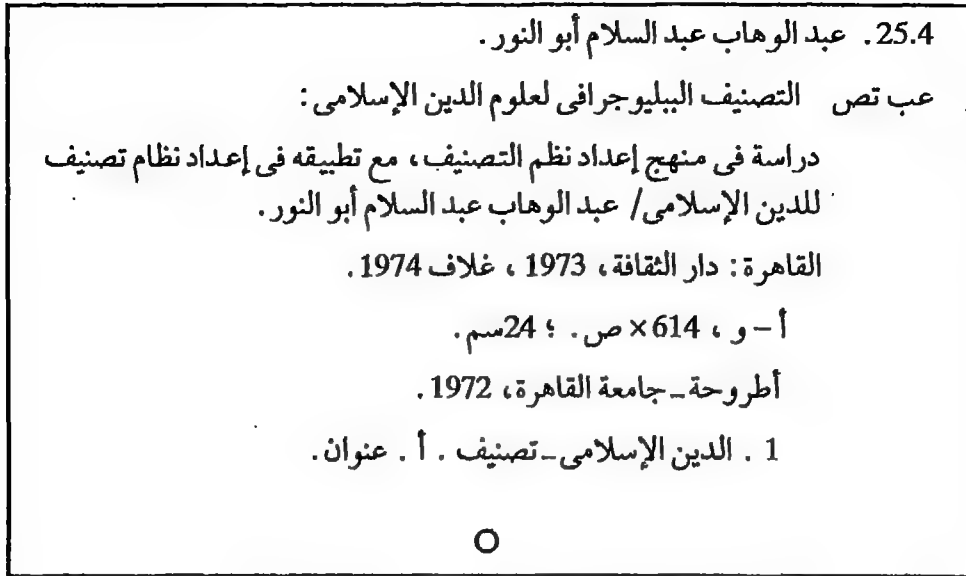 25.4. عبد الوهاب عبد السلام أبو النور.
عب تص التصنيف الببليوجرافى لعلوم الدين الإسلامى:
دراسة فى منهج إعداد نظم التصنيف، مع تطبيقه فى إعداد نظام تصنيف
للدين الإسلامى/ عبد الوهاب عبد السلام أبو النور.
القاهرة: دار الثقافة، 1973 ، غلاف 1974.
أ – و ، 614× ص. ؛ 24سم.
أطروحة – جامعة القاهرة، 1972.
1 . الدين الإسلامى – تصنيف . أ . عنوان.